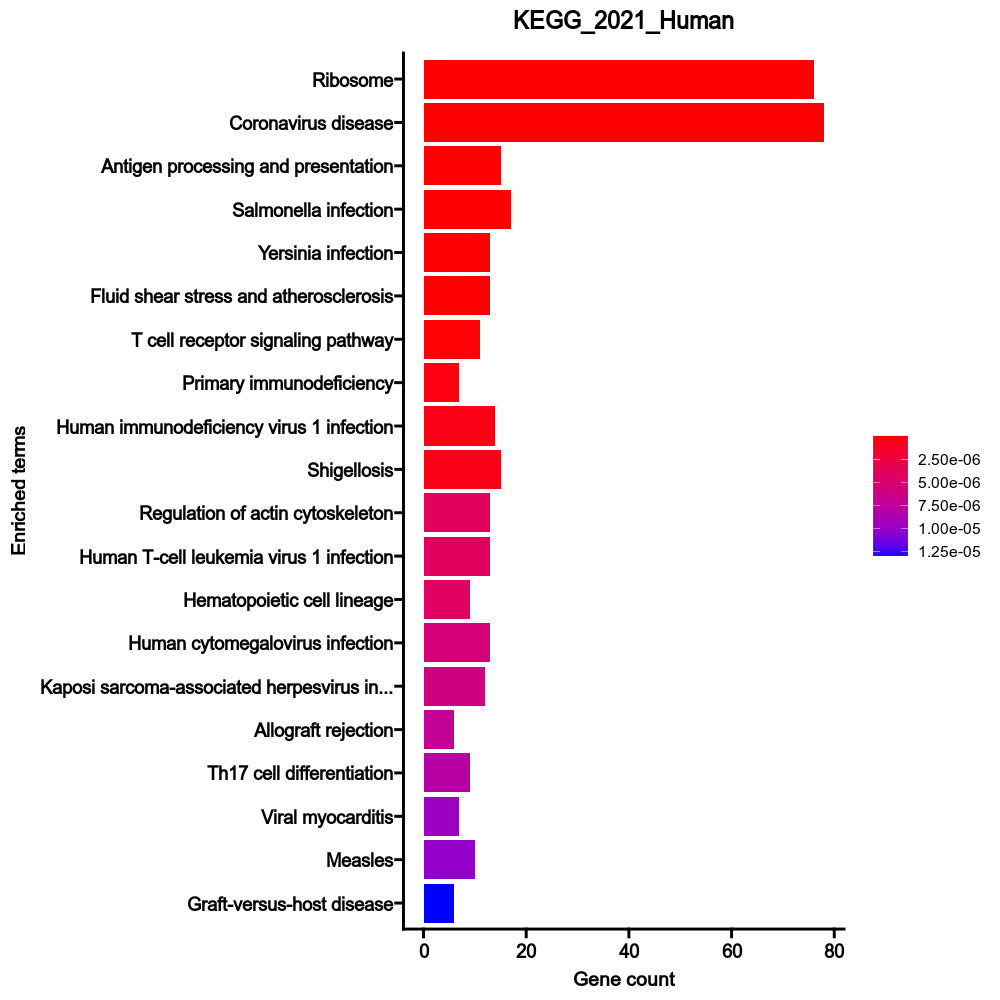 KEGG_2021_Human
Ribosome
Coronavirus disease
Antigen processing and presentation
Salmonella infection
Yersinia infection
Fluid shear stress and atherosclerosis
T cell receptor signaling pathway
Primary immunodeficiency
Human immunodeficiency virus 1 infection
Shigellosis
Regulation of actin cytoskeleton
Human T-cell leukemia virus 1 infection
Hematopoietic cell lineage
Human cytomegalovirus infection
Kaposi sarcoma-associated herpesvirus in...
Allograft rejection
Th17 cell differentiation
Viral myocarditis
Measles
Graft-versus-host disease
Enriched terms
0 20 40 60 80
Gene count
2.50e-06
5.00e-06
7.50e-06
1.00e-05
1.25e-05